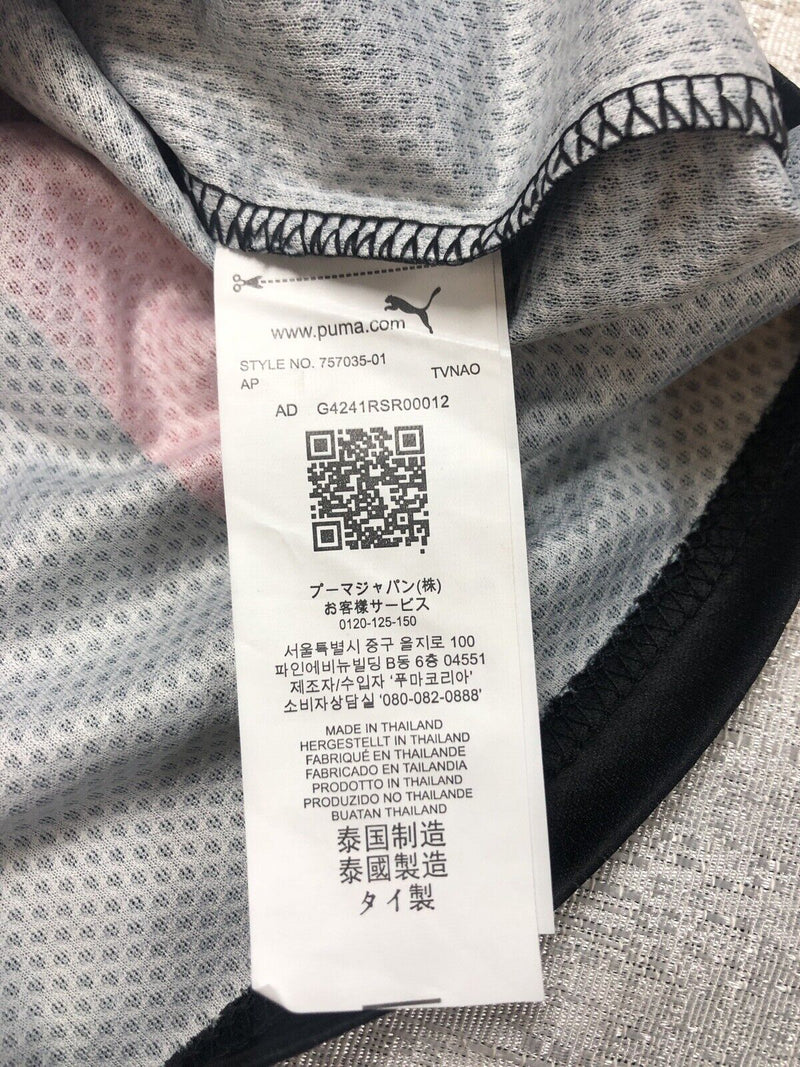 www.puma.com
STYLE NO. 757035-01 TVNAO
AP
AD G4241RSR00012
プーマジャパン(株)
お客様サービス
0120-125-150
서울특별시 중구 을지로 100
파인에비뉴빌딩 B동 6층 04551
제조자/수입자 '푸마코리아'
소비자상담실 '080-082-0888'
MADE IN THAILAND
HERGESTELLT IN THAILAND
FABRIQUÉ EN THAILANDE
FABRICADO EN TAILANDIA
PRODOTTO IN THAILAND
PRODUZIDO NO THAILANDE
BUATAN THAILAND
泰国制造
泰國製造
タイ製